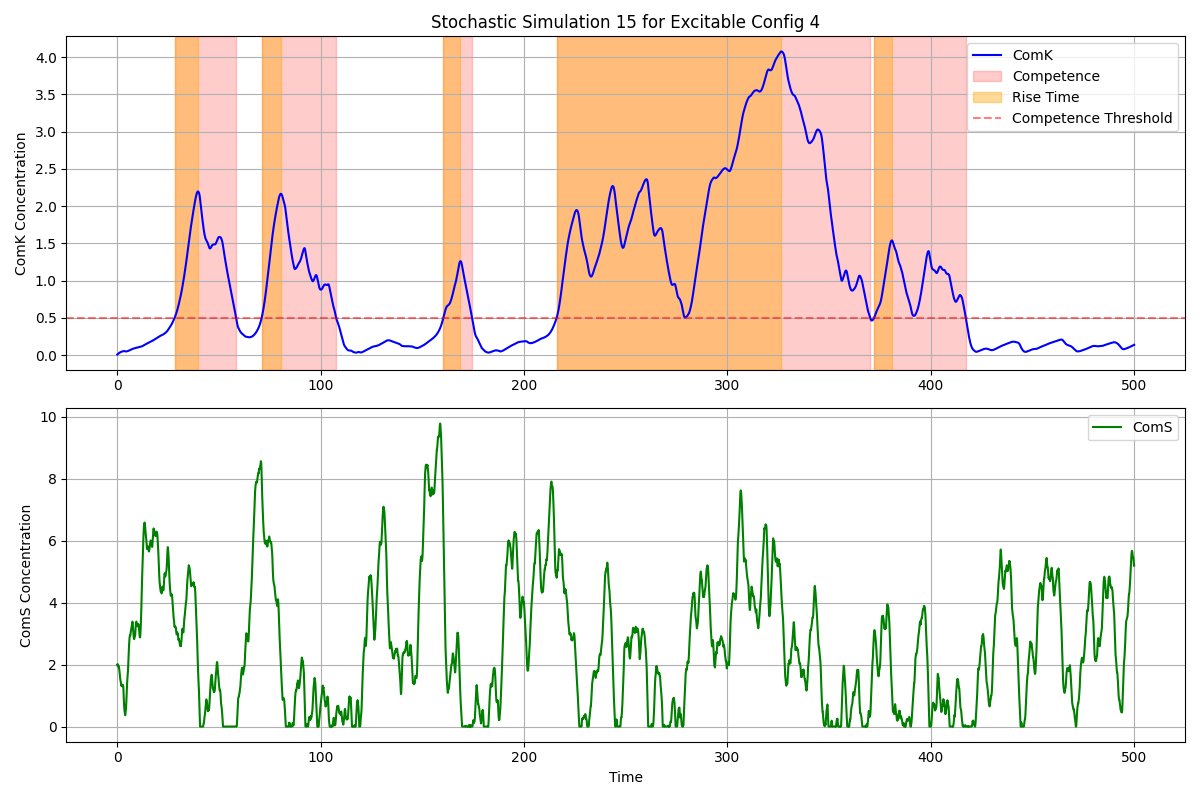 Stochastic Simulation 15 for Excitable Config 4
ComK Concentration
4.0
3.5
3.0
2.5
2.0
1.5
1.0
0.5
0.0
ComK
Competence
Rise Time
Competence Threshold
0 100 200 300 400 500
ComS Concentration
10
8
6
4
2
0
ComS
0 100 200 300 400 500
Time